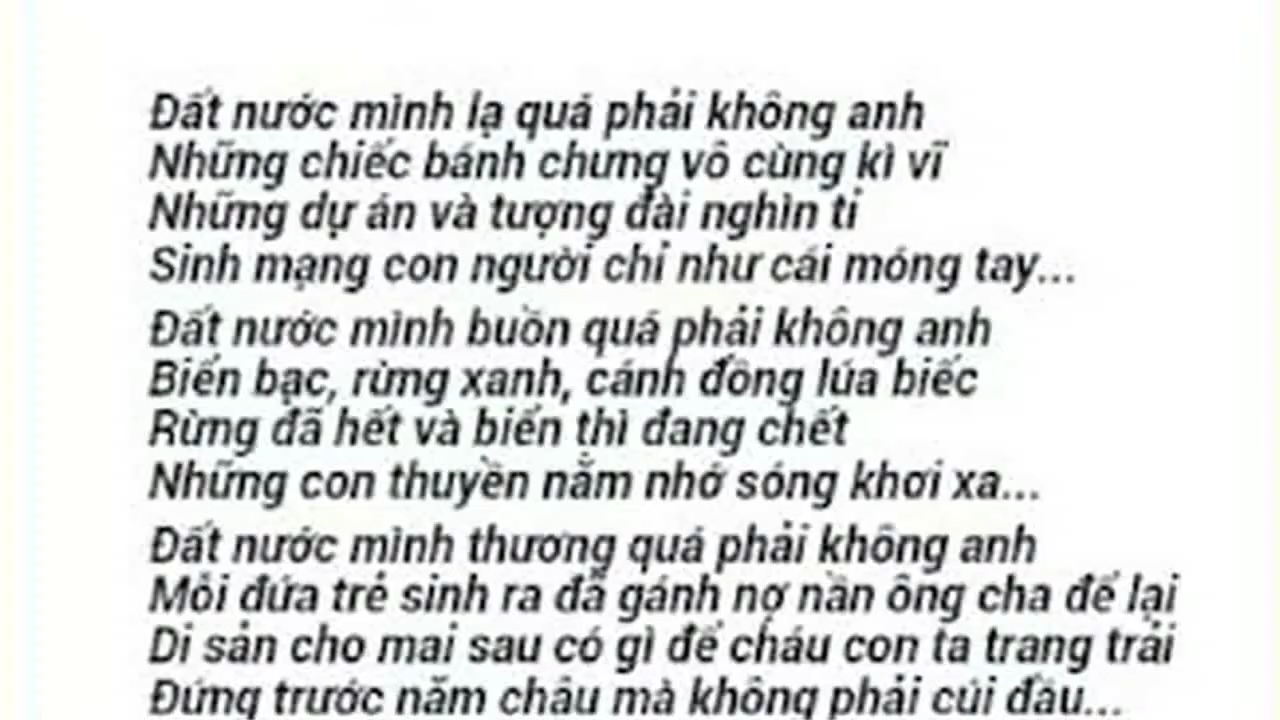 Đất nước mình lạ quá phải không anh
Những chiếc bánh chưng vô cùng kì vĩ
Những dự án và tượng đài nghìn tỉ
Sinh mạng con người chỉ như cái móng tay...
Đất nước mình buồn quá phải không anh
Biển bạc, rừng xanh, cánh đồng lúa biếc
Rừng đã hết và biển thì đang chết
Những con thuyền nằm nhớ sóng khơi xa...
Đất nước mình thương quá phải không anh
Mỗi đứa trẻ sinh ra đã gánh nợ nần ông cha để lại
Di sản cho mai sau có gì để cháu con ta trang trải
Đứng trước năm châu mà không phải cúi đầu...